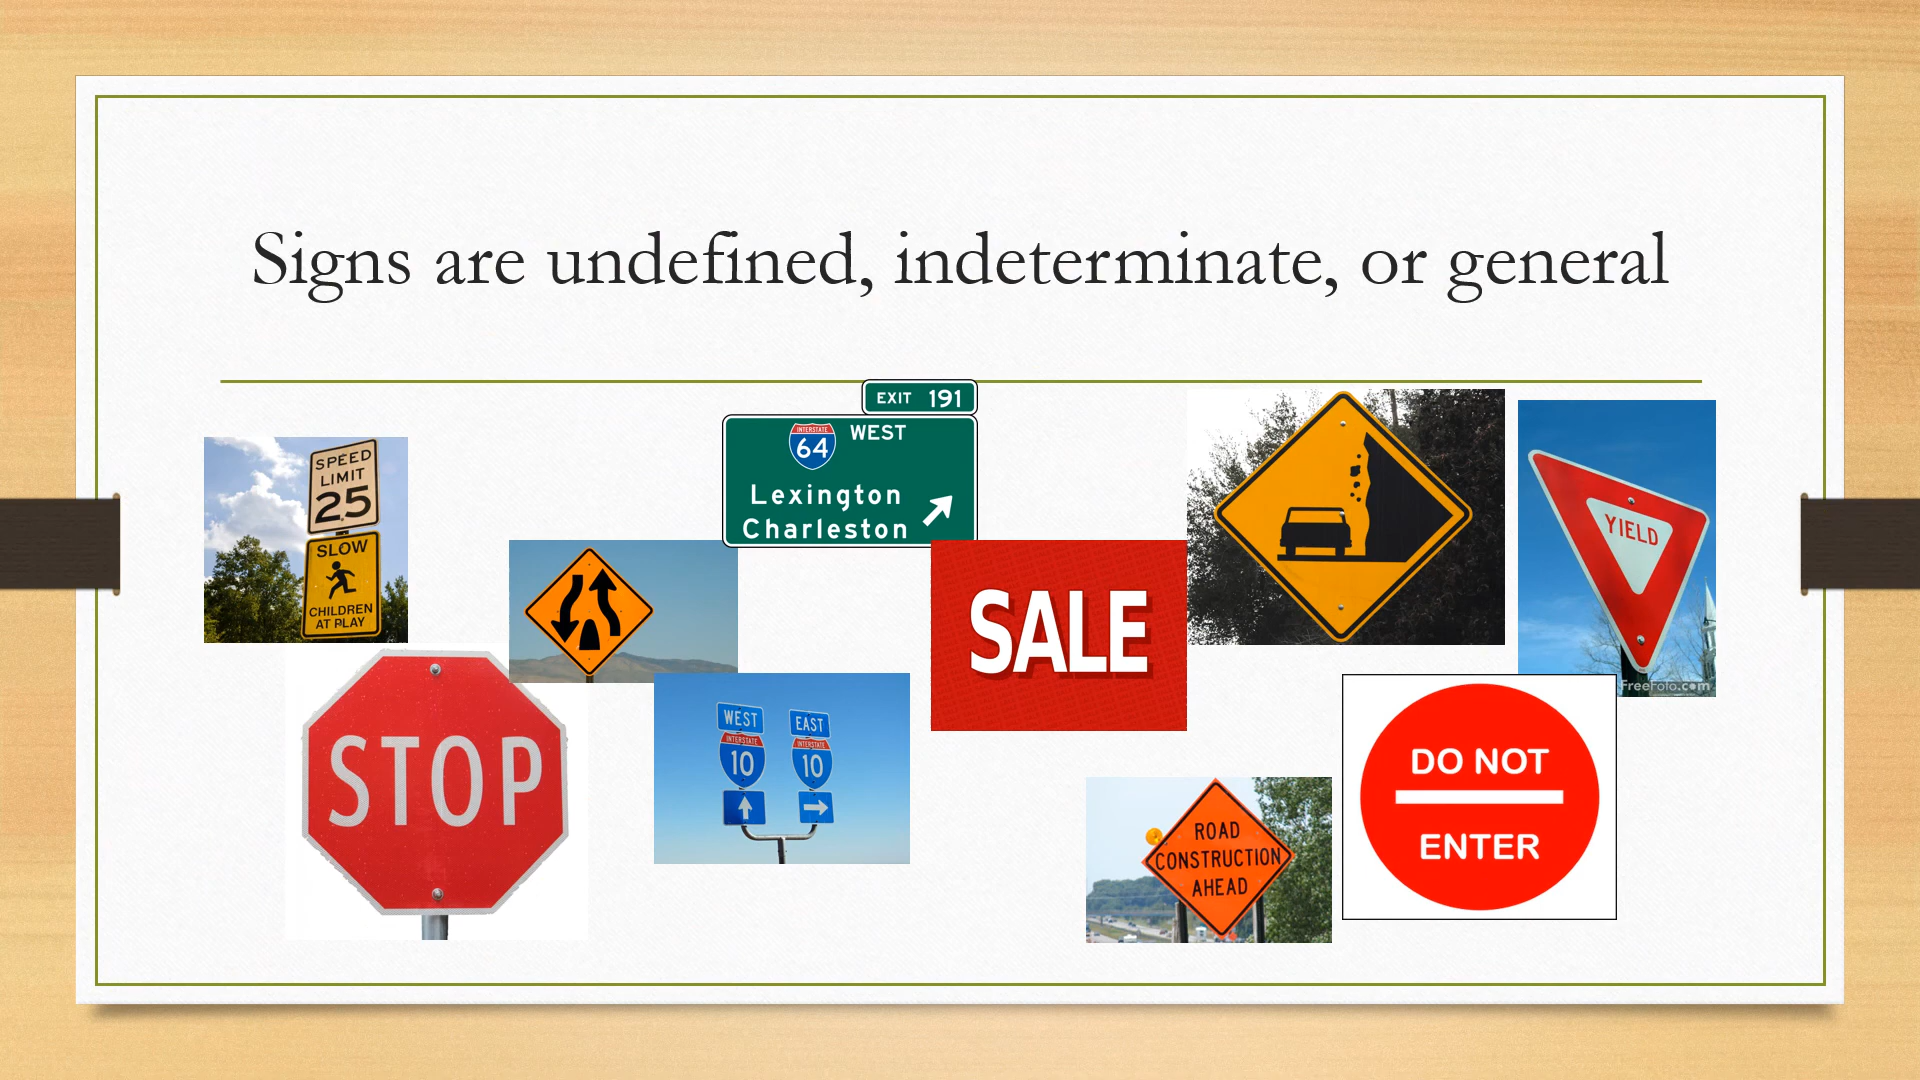 Signs are undefined, indeterminate, or general
SPEED
LIMIT
25
SLOW
CHILDREN
AT PLAY
EXIT 191
INTERSTATE
64
WEST
Lexington
Charleston
YIELD
FreeFoto.com
SALE
STOP
WEST
INTERSTATE
10
EAST
INTERSTATE
10
ROAD
CONSTRUCTION
AHEAD
DO NOT
ENTER